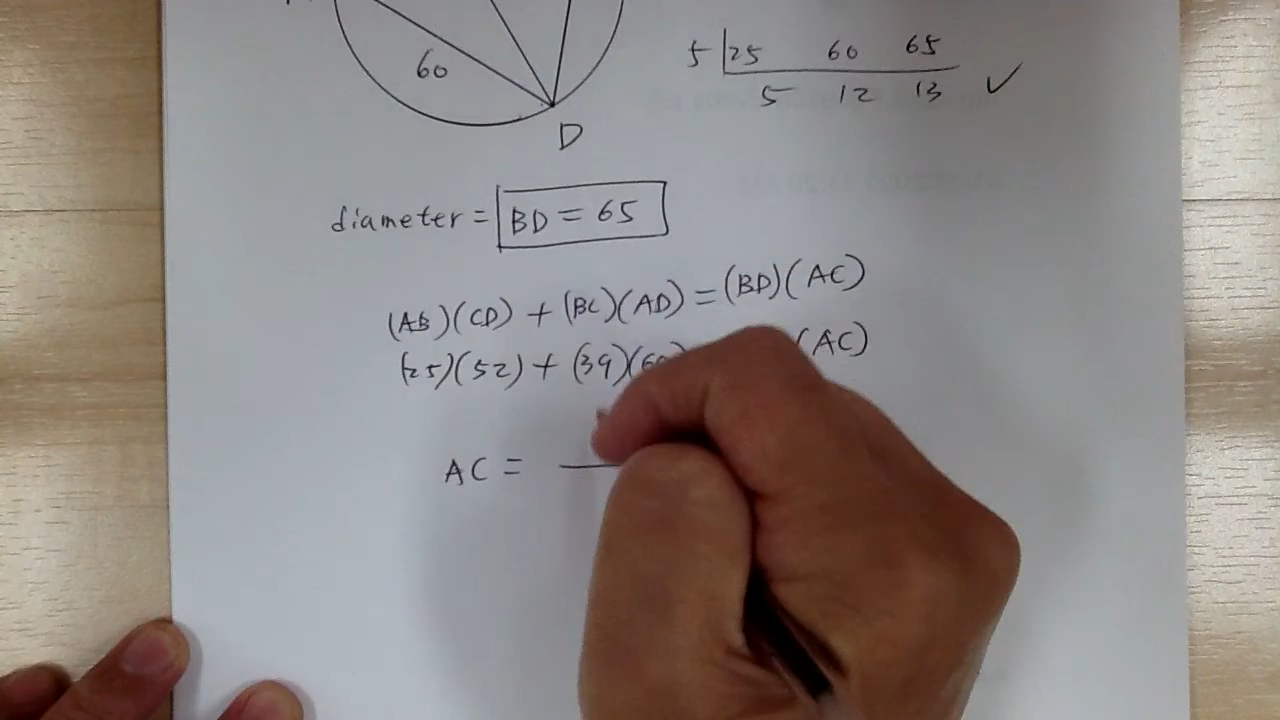 5 25 60 65
60
5 12 13 ✓
D
diameter = BD = 65
(AB)(CD) + (BC)(AD) = (BD)(AC)
(25)(52) + (39)(60 (AC)
AC =